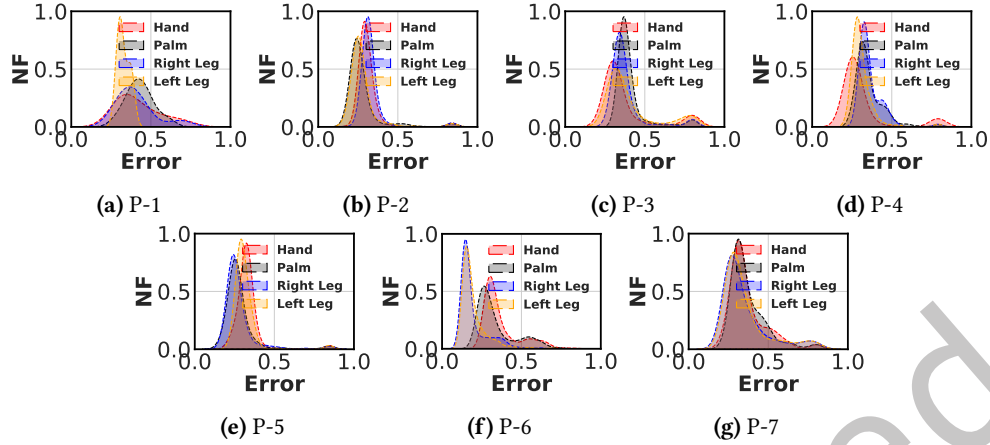 1.0 1.0 1.0 1.0
Hand Hand Hand Hand
Palm Palm Palm Palm
NF 0.5 Right Leg NF 0.5 Right Leg NF 0.5 Right Leg NF 0.5 Right Leg
Left Leg Left Leg Left Leg Left Leg
0.0 0.0 0.0 0.0
0.0 0.5 1.0 0.0 0.5 1.0 0.0 0.5 1.0 0.0 0.5 1.0
Error Error Error Error
(a) P-1 (b) P-2 (c) P-3 (d) P-4
1.0 1.0 1.0
Hand Hand Hand
Palm Palm Palm
NF 0.5 Right Leg NF 0.5 Right Leg NF 0.5 Right Leg
Left Leg Left Leg Left Leg
0.0 0.0 0.0
0.0 0.5 1.0 0.0 0.5 1.0 0.0 0.5 1.0
Error Error Error
(e) P-5 (f) P-6 (g) P-7